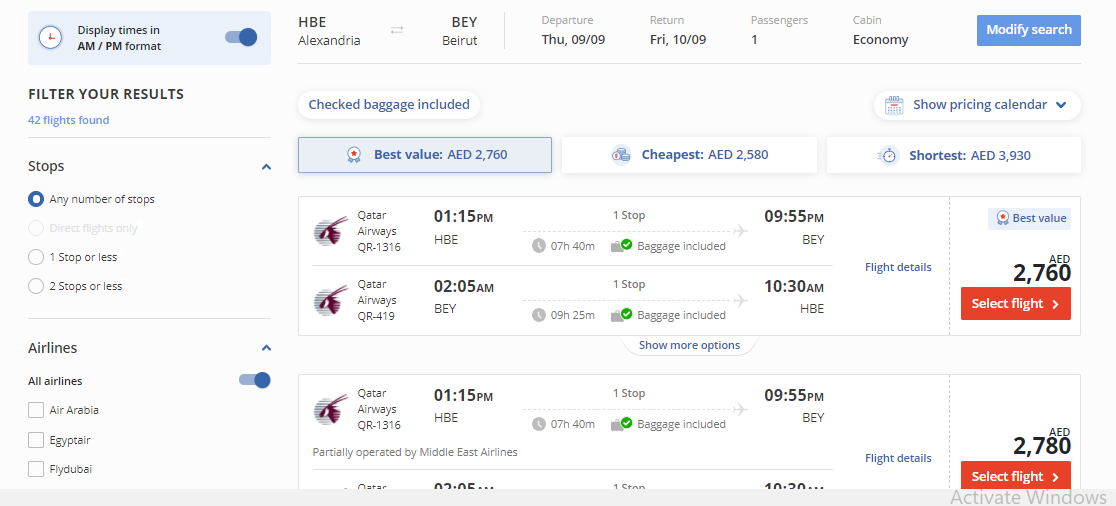 Display times in
AM / PM format
HBE
Alexandria
BEY
Beirut
Departure
Thu, 09/09
Return
Fri, 10/09
Passengers
1
Cabin
Economy
Modify search
FILTER YOUR RESULTS
42 flights found
Stops
Any number of stops
Direct flights only
1 Stop or less
2 Stops or less
Airlines
All airlines
Air Arabia
Egyptair
Flydubai
Checked baggage included
Show pricing calendar
Best value: AED 2,760
Cheapest: AED 2,580
Shortest: AED 3,930
Qatar
Airways
QR-1316
01:15PM
HBE
1 Stop
07h 40m
Baggage included
09:55PM
BEY
Qatar
Airways
QR-419
02:05AM
BEY
1 Stop
09h 25m
Baggage included
10:30AM
HBE
Flight details
Best value
AED
2,760
Select flight
Show more options
Qatar
Airways
QR-1316
01:15PM
HBE
1 Stop
07h 40m
Baggage included
09:55PM
BEY
Partially operated by Middle East Airlines
Qatar
02:05AM
1 Stop
10:30AM
Flight details
AED
2,780
Select flight
Activate Windows